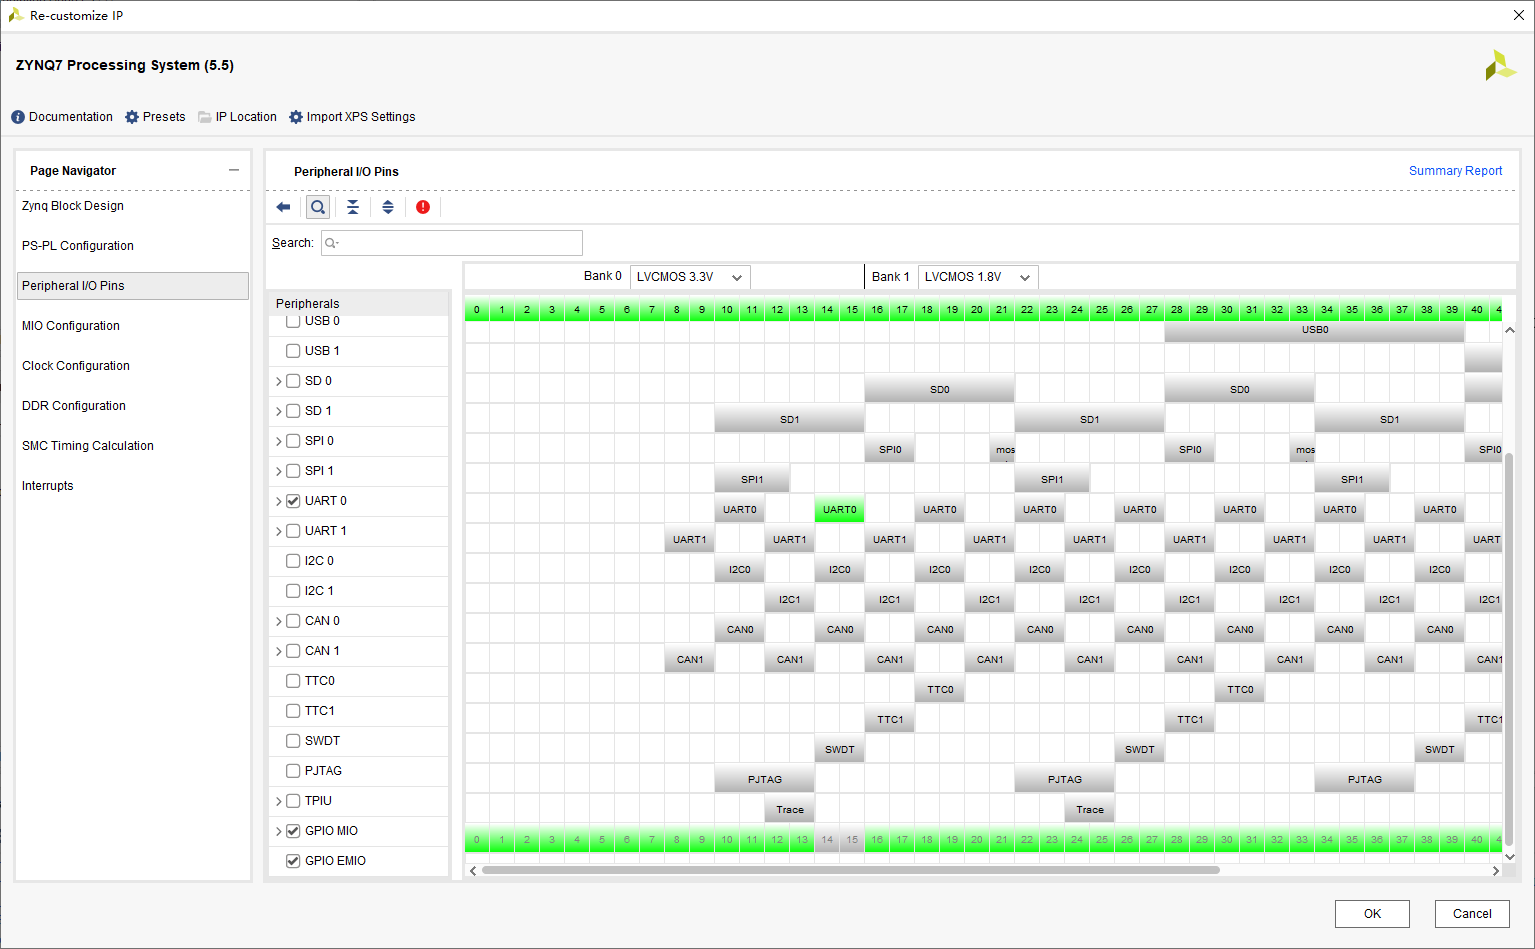 Re-customize IP
ZYNQ7 Processing System (5.5)
Documentation Presets IP Location Import XPS Settings
Page Navigator
Zynq Block Design
PS-PL Configuration
Peripheral I/O Pins
MIO Configuration
Clock Configuration
DDR Configuration
SMC Timing Calculation
Interrupts
Peripheral I/O Pins Summary Report
Search:
Bank 0 LVCMOS 3.3V Bank 1 LVCMOS 1.8V
Peripherals 0 1 2 3 4 5 6 7 8 9 10 11 12 13 14 15 16 17 18 19 20 21 22 23 24 25 26 27 28 29 30 31 32 33 34 35 36 37 38 39 40 4
USB 0 USB0
USB 1
SD 0 SD0 SD0
SD 1 SD1 SD1 SD1
SPI 0 SPI0 mos SPI0 mos SPI0
SPI 1 SPI1 SPI1 SPI1
UART 0 UART0 UART0 UART0 UART0 UART0 UART0 UART0 UART0
UART 1 UART1 UART1 UART1 UART1 UART1 UART1 UART1 UART1 UART
I2C 0 I2C0 I2C0 I2C0 I2C0 I2C0 I2C0 I2C0 I2C0
I2C 1 I2C1 I2C1 I2C1 I2C1 I2C1 I2C1 I2C1 I2C1
CAN 0 CAN0 CAN0 CAN0 CAN0 CAN0 CAN0 CAN0 CAN0
CAN 1 CAN1 CAN1 CAN1 CAN1 CAN1 CAN1 CAN1 CAN1 CAN1
TTC0 TTC0 TTC0
TTC1 TTC1 TTC1 TTC1
SWDT SWDT SWDT SWDT
PJTAG PJTAG PJTAG PJTAG
TPIU Trace Trace
GPIO MIO 0 1 2 3 4 5 6 7 8 9 10 11 12 13 14 15 16 17 18 19 20 21 22 23 24 25 26 27 28 29 30 31 32 33 34 35 36 37 38 39 40 4
GPIO EMIO
OK Cancel